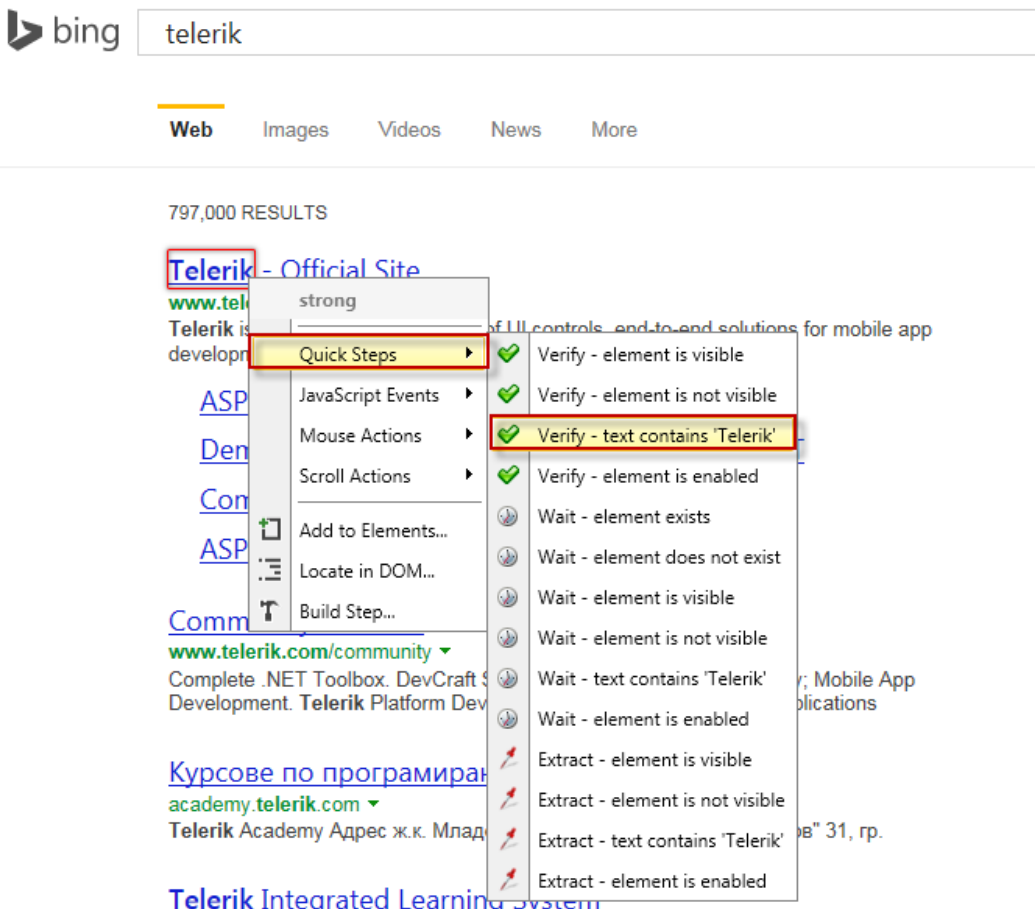 bing
telerik
Web Images Videos News More
797,000 RESULTS
Telerik - Official Site
www.tel
Telerik is of UI controls, end-to-end solutions for mobile app
developm
ASP
Dem
Com
ASP
strong
Quick Steps
JavaScript Events
Mouse Actions
Scroll Actions
Add to Elements...
Locate in DOM...
Build Step...
Verify - element is visible
Verify - element is not visible
Verify - text contains 'Telerik'
Verify - element is enabled
Wait - element exists
Wait - element does not exist
Wait - element is visible
Wait - element is not visible
Wait - text contains 'Telerik'
Wait - element is enabled
Extract - element is visible
Extract - element is not visible
Extract - text contains 'Telerik'
Extract - element is enabled
Comm
www.telerik.com/community
Complete .NET Toolbox. DevCraft y; Mobile App
Development. Telerik Platform Dev plications
Курсове по програмиран
academy.telerik.com
Telerik Academy Адрес ж.к. Млад ов" 31, гр.
Telerik Integrated Learning System